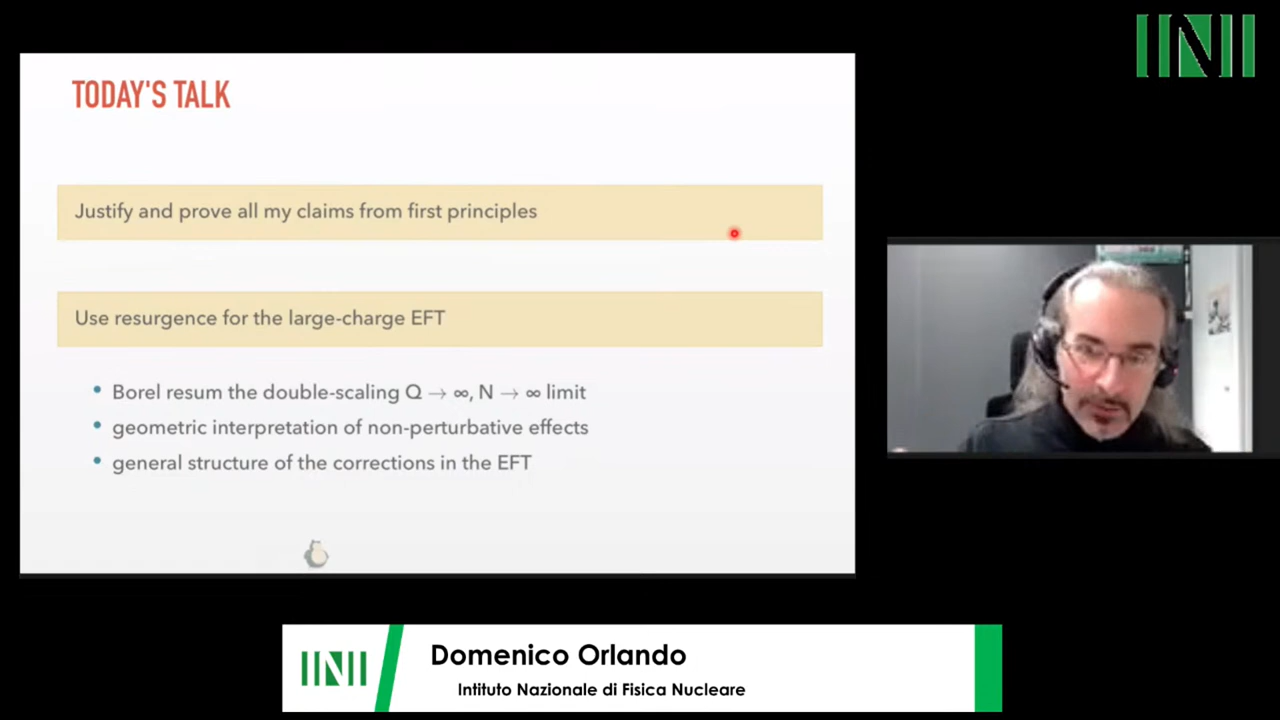 TODAY'S TALK
Justify and prove all my claims from first principles
Use resurgence for the large-charge EFT
• Borel resum the double-scaling Q → ∞, N → ∞ limit
• geometric interpretation of non-perturbative effects
• general structure of the corrections in the EFT
Domenico Orlando
Intituto Nazionale di Fisica Nucleare